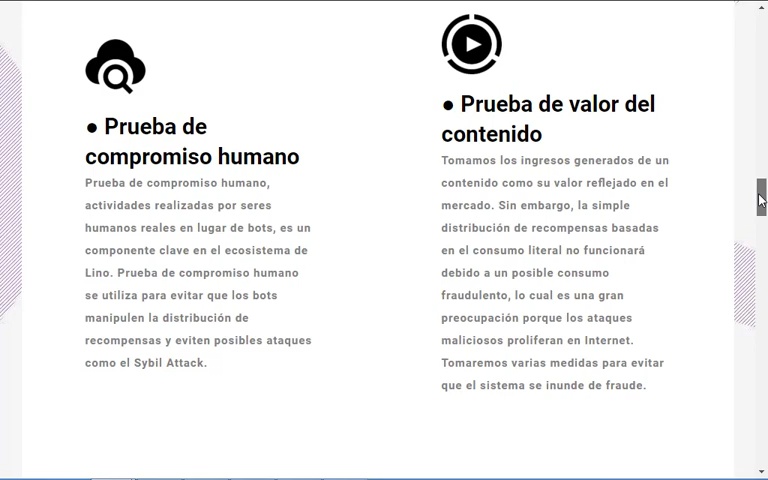 ● Prueba de
compromiso humano
Prueba de compromiso humano,
actividades realizadas por seres
humanos reales en lugar de bots, es un
componente clave en el ecosistema de
Lino. Prueba de compromiso humano
se utiliza para evitar que los bots
manipulen la distribución de
recompensas y eviten posibles ataques
como el Sybil Attack.
● Prueba de valor del
contenido
Tomamos los ingresos generados de un
contenido como su valor reflejado en el
mercado. Sin embargo, la simple
distribución de recompensas basadas
en el consumo literal no funcionará
debido a un posible consumo
fraudulento, lo cual es una gran
preocupación porque los ataques
maliciosos proliferan en Internet.
Tomaremos varias medidas para evitar
que el sistema se inunde de fraude.